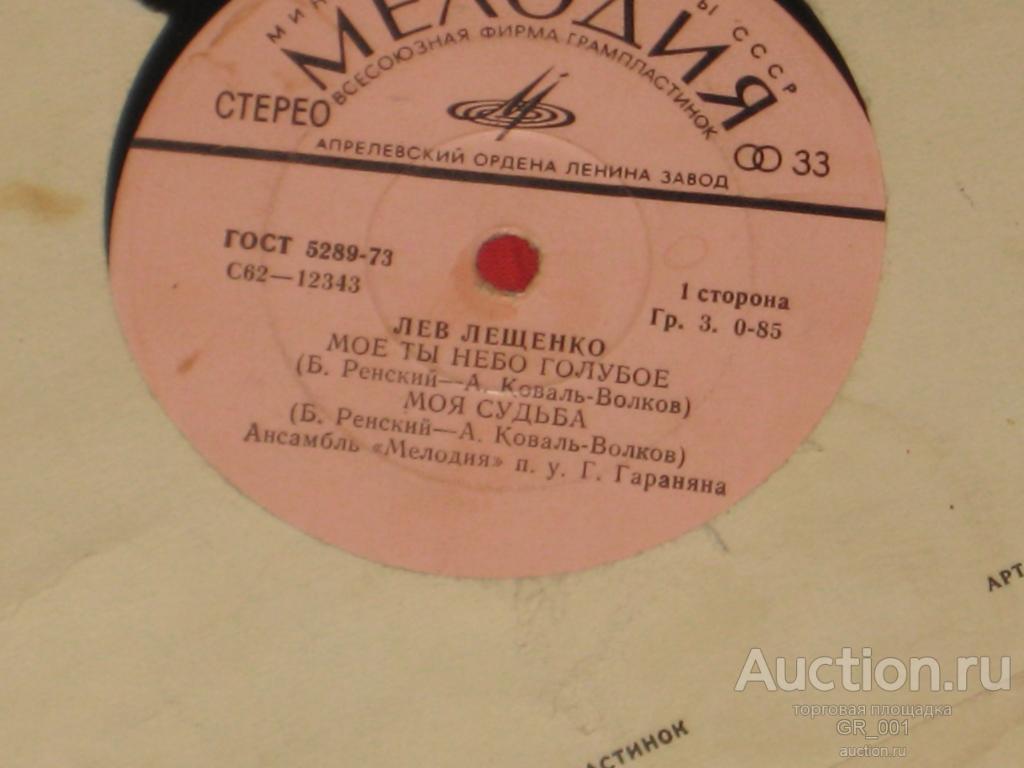 МЕЛОДИЯ
СССР
ВСЕСОЮЗНАЯ ФИРМА ГРАМПЛАСТИНОК
СТЕРЕО
33
АПРЕЛЕВСКИЙ ОРДЕНА ЛЕНИНА ЗАВОД
ГОСТ 5289-73
С62—12343
1 сторона
Гр. 3. 0-85
ЛЕВ ЛЕЩЕНКО
МОЕ ТЫ НЕБО ГОЛУБОЕ
(Б. Ренский—А. Коваль-Волков)
МОЯ СУДЬБА
(Б. Ренский—А. Коваль-Волков)
Ансамбль «Мелодия» п. у. Г. Гараняна
Auction.ru
торговая площадка
GR_001
auction.ru